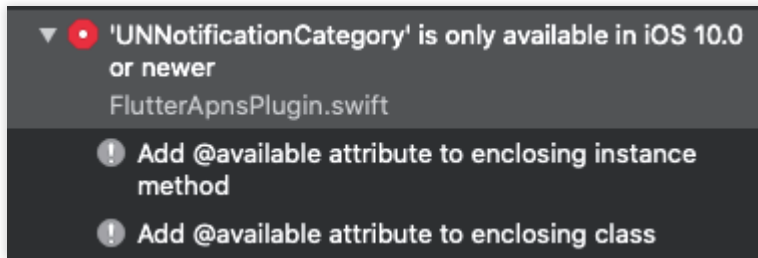 'UNNotificationCategory' is only available in iOS 10.0
or newer
FlutterApnsPlugin.swift
Add @available attribute to enclosing instance
method
Add @available attribute to enclosing class